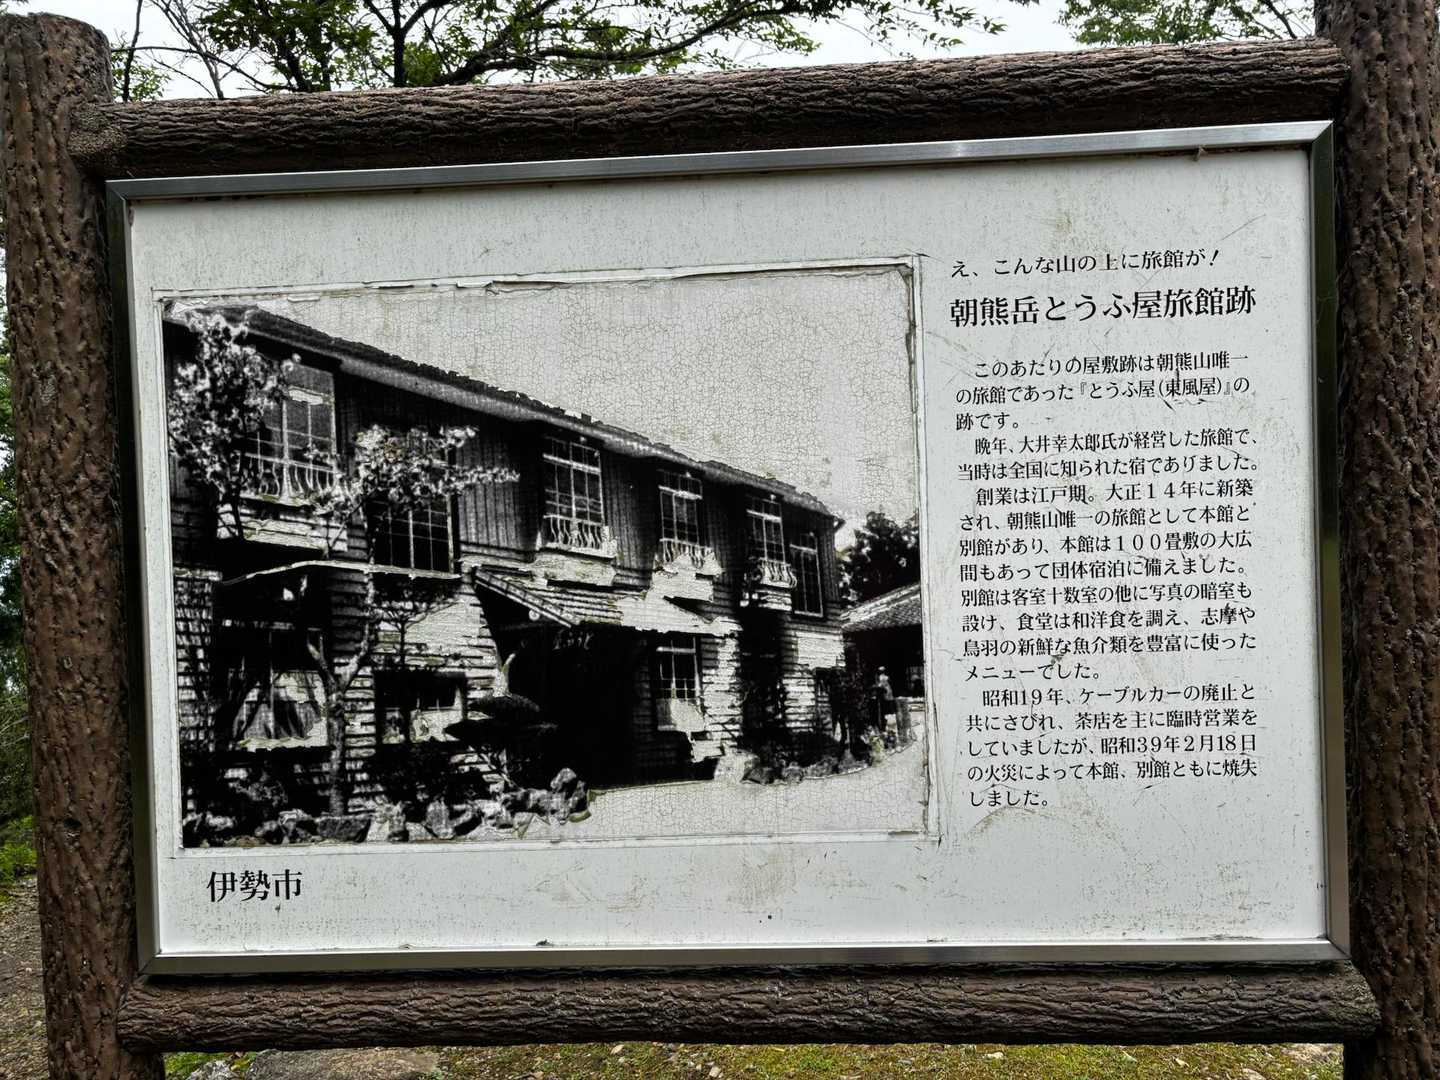 え、こんな山の上に旅館が!
朝熊岳とうふ屋旅館跡
このあたりの屋敷跡は朝熊山唯一
の旅館であった『とうふ屋(東風屋)』の
跡です。
晩年、大井幸太郎氏が経営した旅館で、
当時は全国に知られた宿でありました。
創業は江戸期。大正14年に新築
され、朝熊山唯一の旅館として本館と
別館があり、本館は100畳敷の大広
間もあって団体宿泊に備えました。
別館は客室十数室の他に写真の暗室も
設け、食堂は和洋食を調え、志摩や
鳥羽の新鮮な魚介類を豊富に使った
メニューでした。
昭和19年、ケーブルカーの廃止と
共にさびれ、茶店を主に臨時営業を
していましたが、昭和39年2月18日
の火災によって本館、別館ともに焼失
しました。
伊勢市